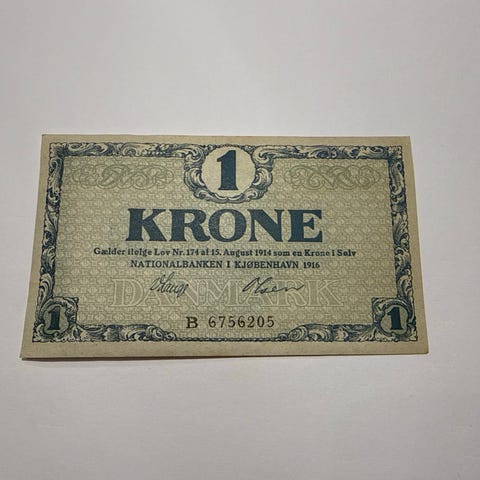 1
KRONE
Gælder ifølge Lov Nr. 174 af 15. August 1914 som en Krone i Sølv
NATIONALBANKEN I KJØBENHAVN 1916
DANMARK
B 6756205
1 1